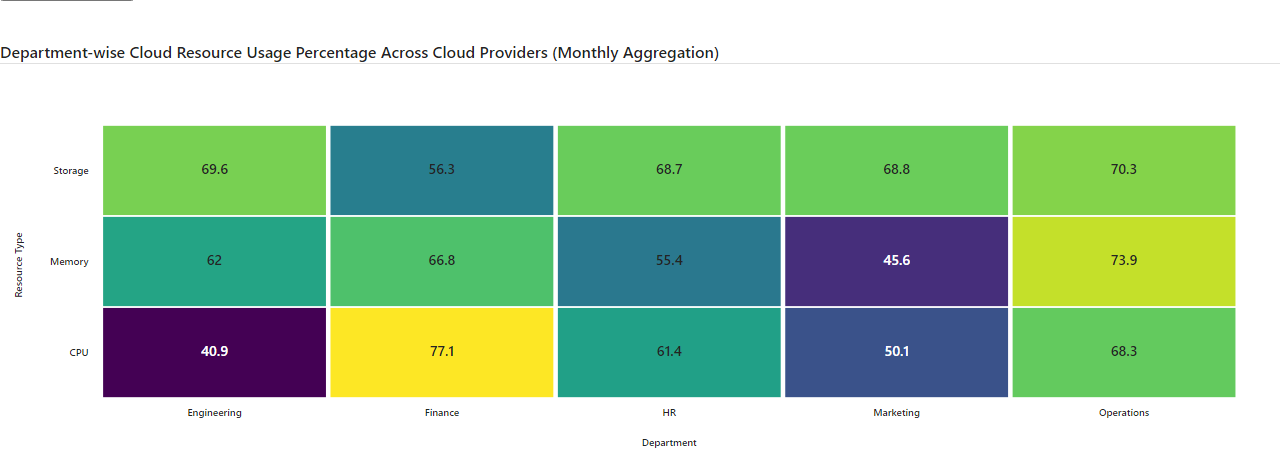 Department-wise Cloud Resource Usage Percentage Across Cloud Providers (Monthly Aggregation)
Resource Type
Storage 69.6 56.3 68.7 68.8 70.3
Memory 62 66.8 55.4 45.6 73.9
CPU 40.9 77.1 61.4 50.1 68.3
Engineering Finance HR Marketing Operations
Department